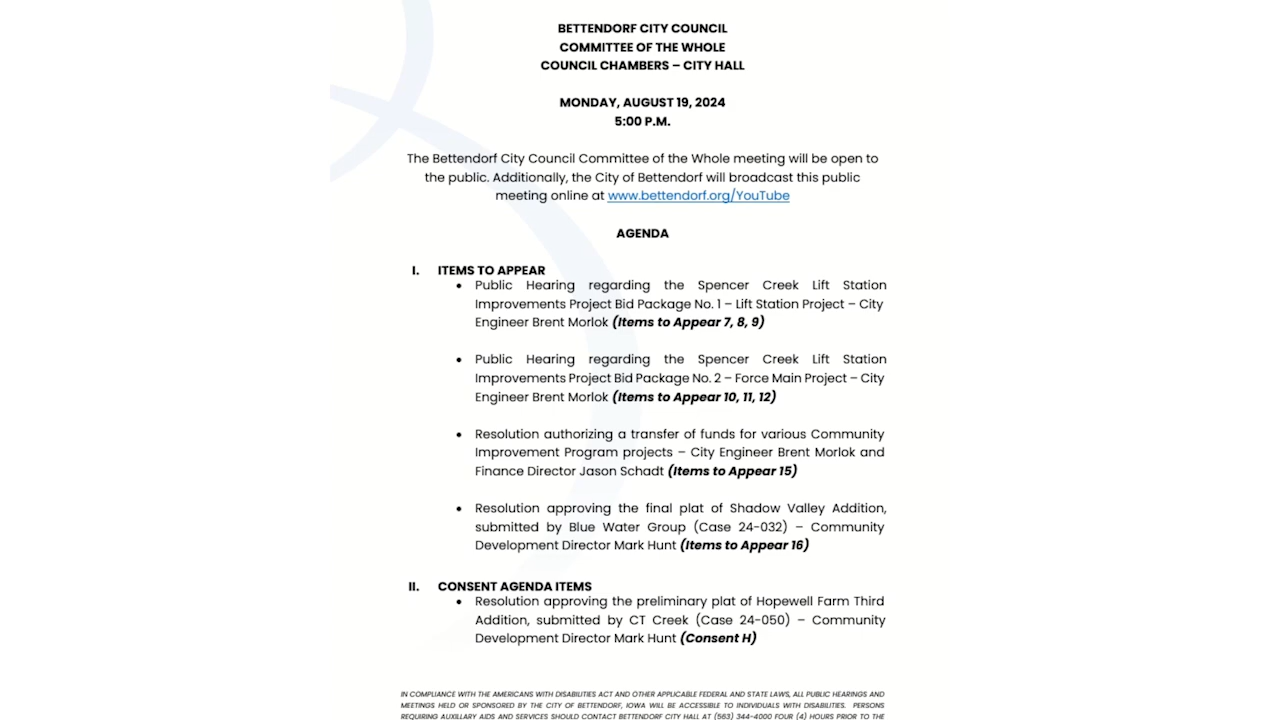 BETTENDORF CITY COUNCIL
COMMITTEE OF THE WHOLE
COUNCIL CHAMBERS – CITY HALL
MONDAY, AUGUST 19, 2024
5:00 P.M.
The Bettendorf City Council Committee of the Whole meeting will be open to
the public. Additionally, the City of Bettendorf will broadcast this public
meeting online at www.bettendorf.org/YouTube
AGENDA
I. ITEMS TO APPEAR
• Public Hearing regarding the Spencer Creek Lift Station
Improvements Project Bid Package No. 1 – Lift Station Project – City
Engineer Brent Morlok (Items to Appear 7, 8, 9)
• Public Hearing regarding the Spencer Creek Lift Station
Improvements Project Bid Package No. 2 – Force Main Project – City
Engineer Brent Morlok (Items to Appear 10, 11, 12)
• Resolution authorizing a transfer of funds for various Community
Improvement Program projects – City Engineer Brent Morlok and
Finance Director Jason Schadt (Items to Appear 15)
• Resolution approving the final plat of Shadow Valley Addition,
submitted by Blue Water Group (Case 24-032) – Community
Development Director Mark Hunt (Items to Appear 16)
II. CONSENT AGENDA ITEMS
• Resolution approving the preliminary plat of Hopewell Farm Third
Addition, submitted by CT Creek (Case 24-050) – Community
Development Director Mark Hunt (Consent H)
IN COMPLIANCE WITH THE AMERICANS WITH DISABILITIES ACT AND OTHER APPLICABLE FEDERAL AND STATE LAWS, ALL PUBLIC HEARINGS AND
MEETINGS HELD OR SPONSORED BY THE CITY OF BETTENDORF, IOWA WILL BE ACCESSIBLE TO INDIVIDUALS WITH DISABILITIES. PERSONS
REQUIRING AUXILLARY AIDS AND SERVICES SHOULD CONTACT BETTENDORF CITY HALL AT (563) 344-4000 FOUR (4) HOURS PRIOR TO THE